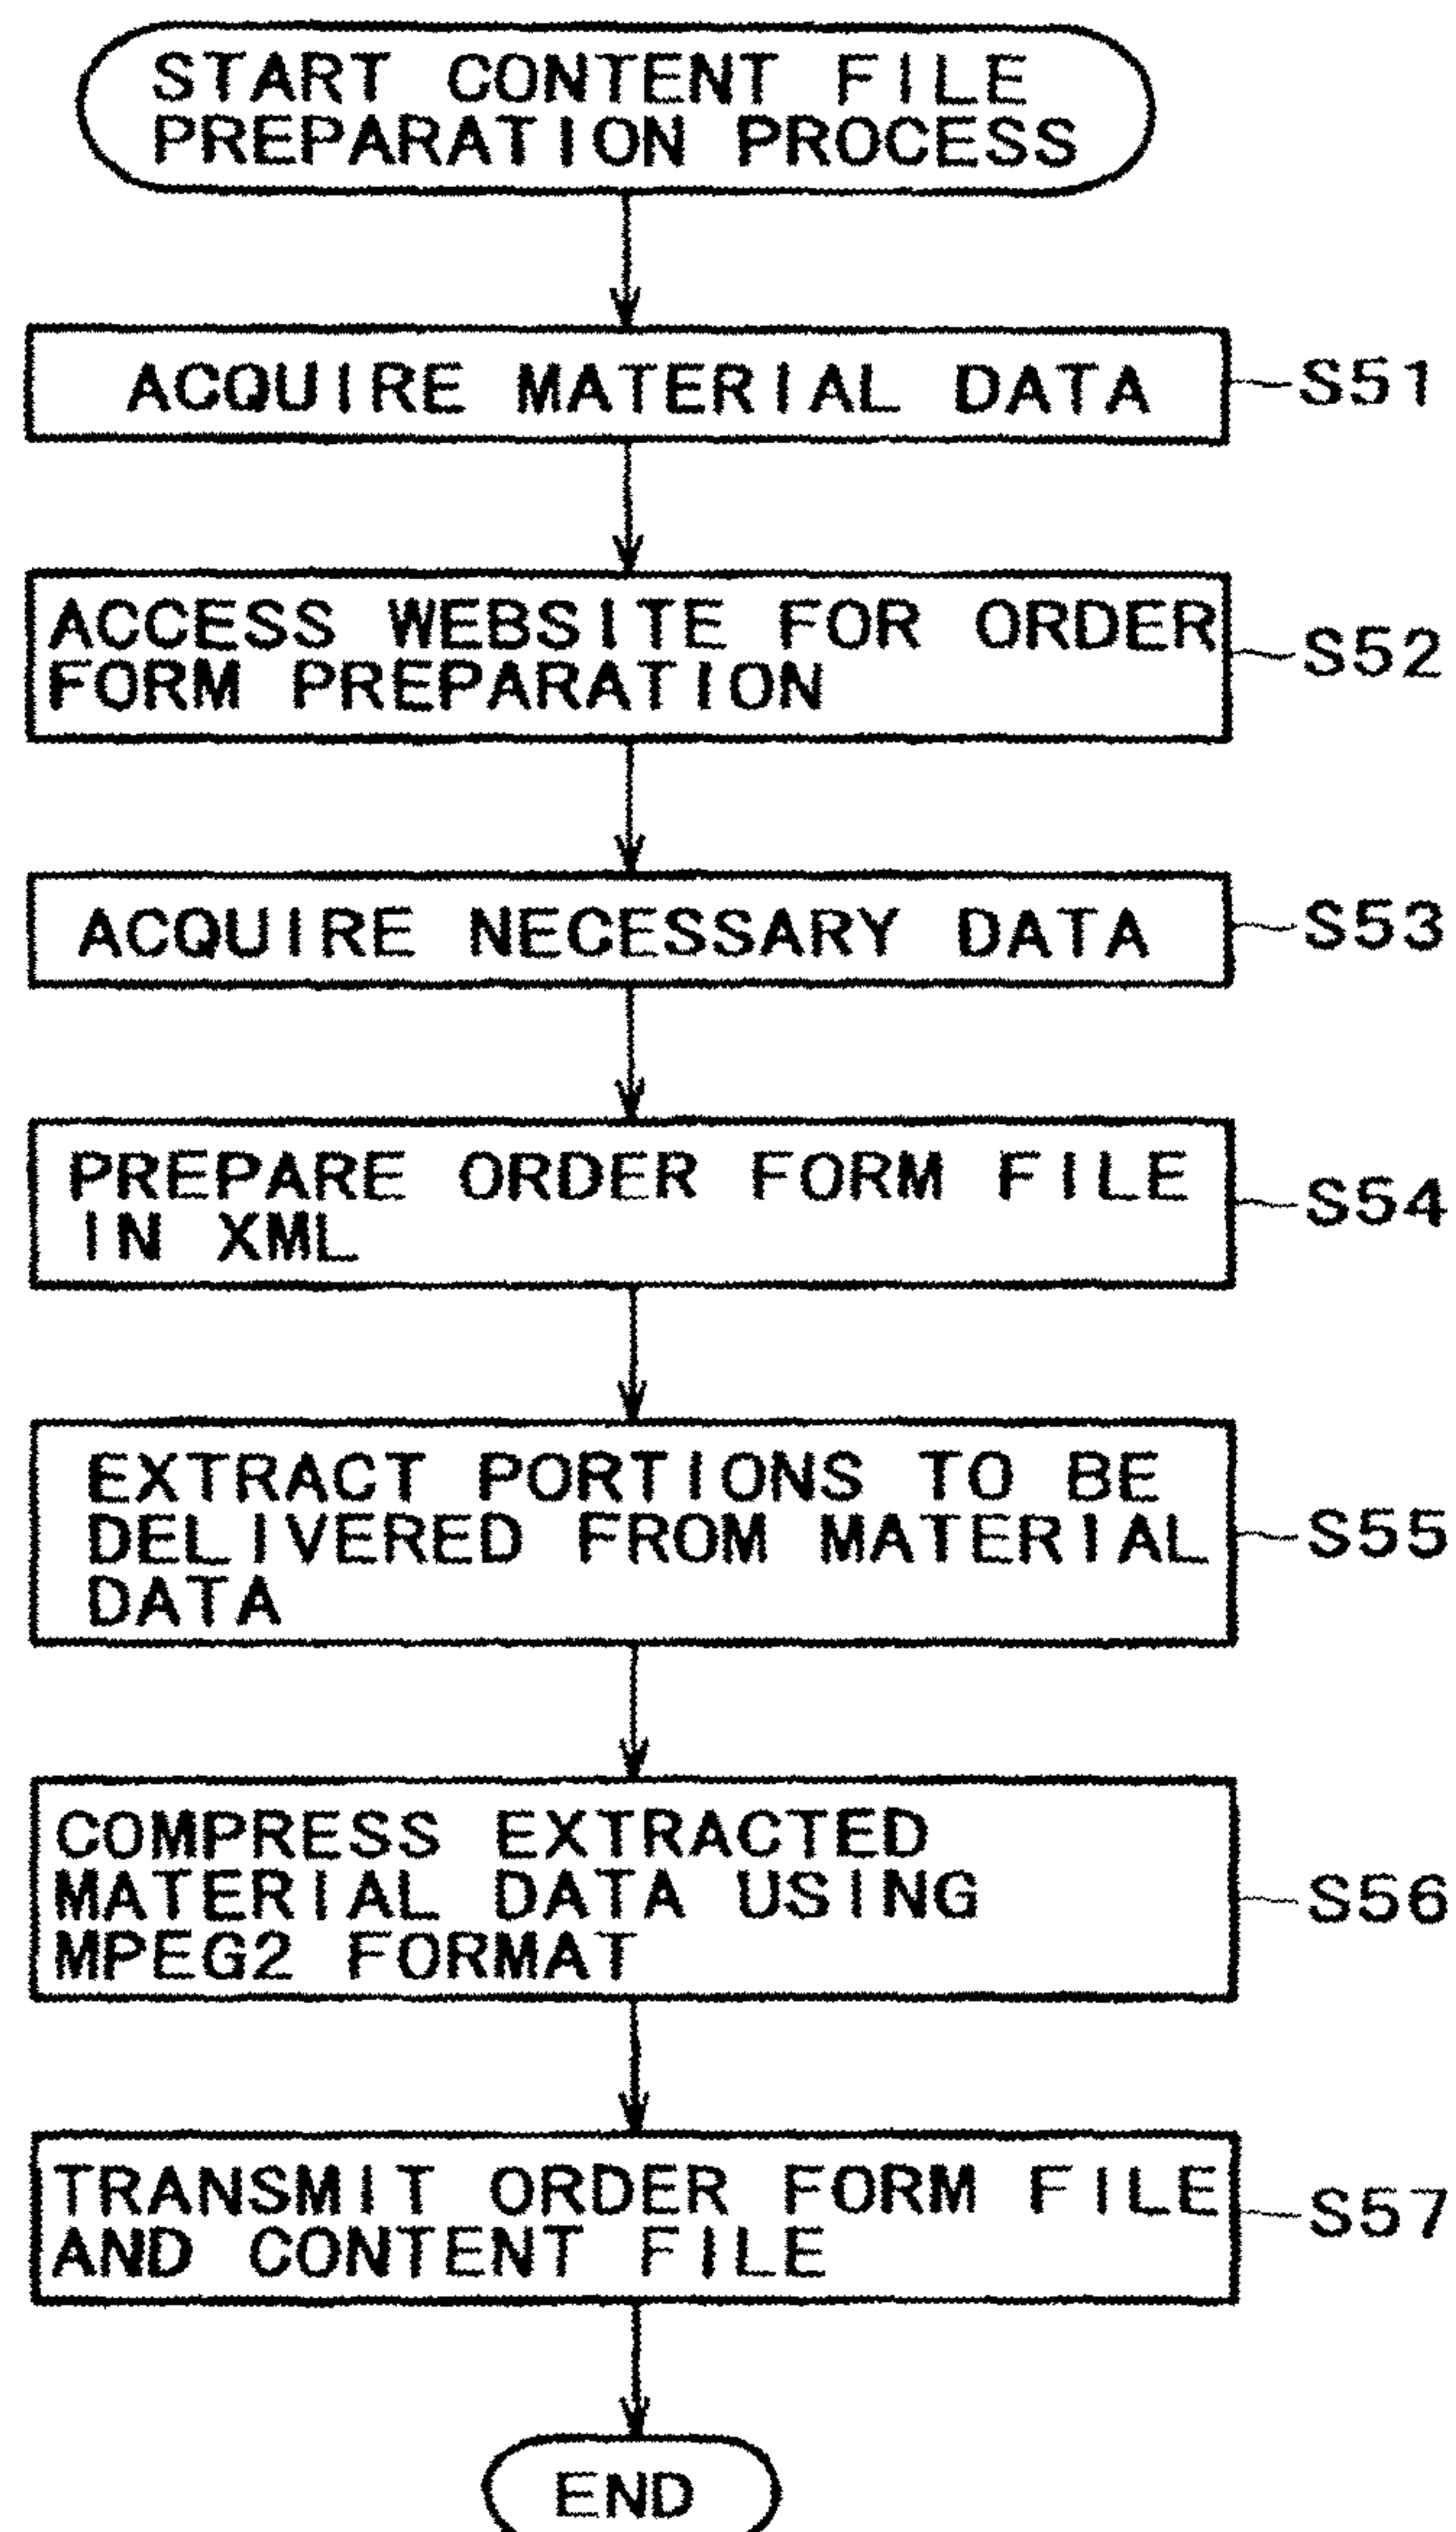 START CONTENT FILE
PREPARATION PROCESS
ACQUIRE MATERIAL DATA
S51
ACCESS WEBSITE FOR ORDER
FORM PREPARATION
S52
ACQUIRE NECESSARY DATA
S53
PREPARE ORDER FORM FILE
IN XML
S54
EXTRACT PORTIONS TO BE
DELIVERED FROM MATERIAL
DATA
S55
COMPRESS EXTRACTED
MATERIAL DATA USING
MPEG2 FORMAT
S56
TRANSMIT ORDER FORM FILE
AND CONTENT FILE
S57
END